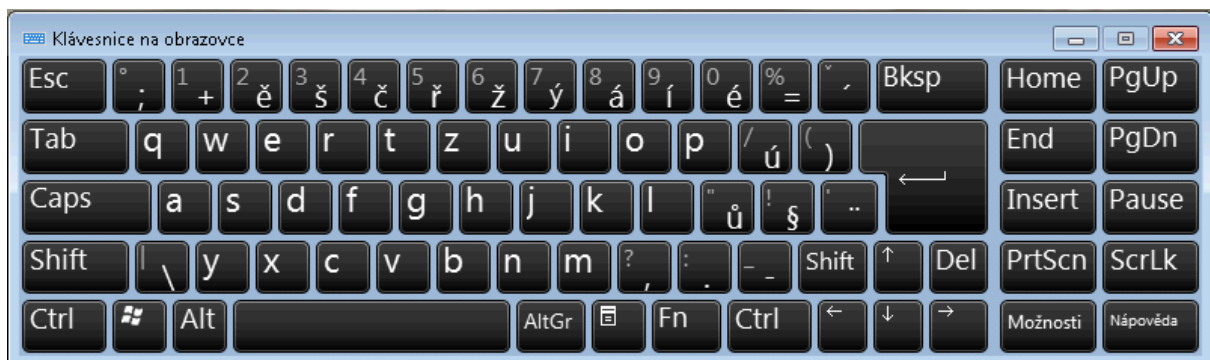 Klávesnice na obrazovce
Esc ° ; 1 + 2 ě 3 š 4 č 5 ř 6 ž 7 ý 8 á 9 í 0 é % = ˇ ´ Bksp Home PgUp
Tab q w e r t z u i o p / ú ( ) End PgDn
Caps a s d f g h j k l " ů ! § ' ¨ Insert Pause
Shift | \ y x c v b n m ? , : . _ - Shift ↑ Del PrtScn ScrLk
Ctrl Alt AltGr Fn Ctrl ← ↓ → Možnosti Nápověda